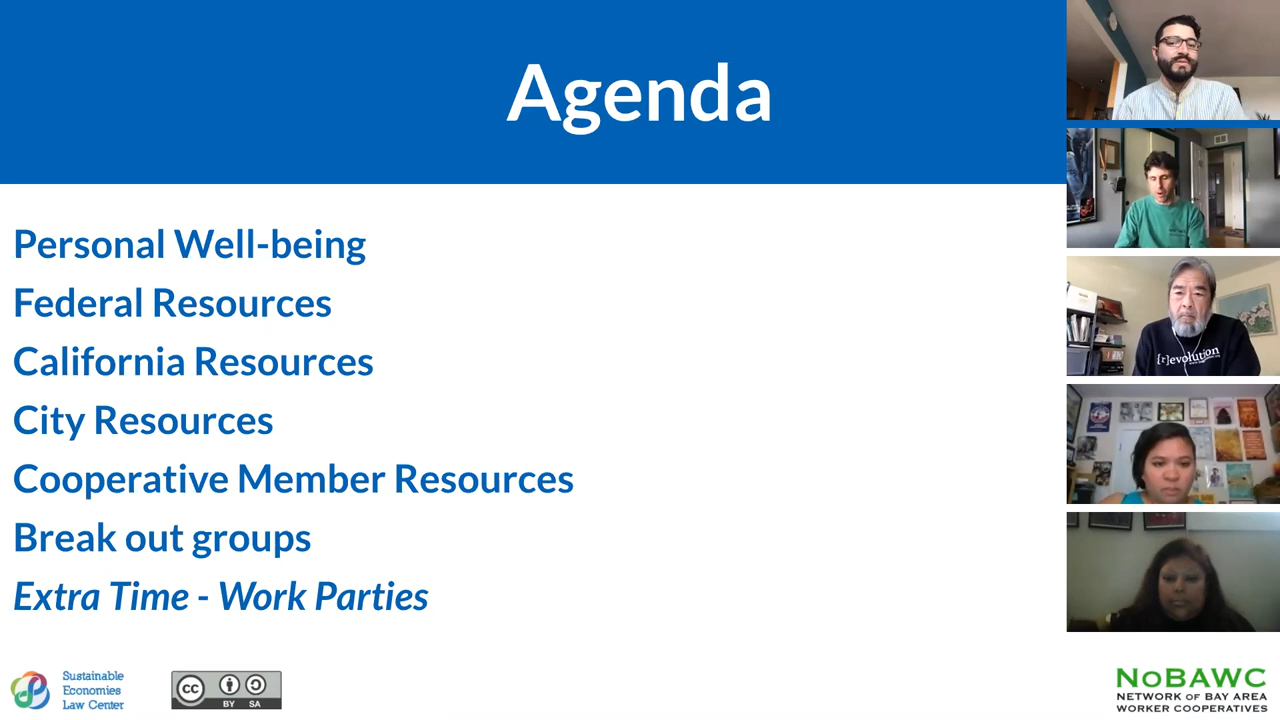 Agenda
Personal Well-being
Federal Resources
California Resources
City Resources
Cooperative Member Resources
Break out groups
Extra Time - Work Parties
{r}evolution
Sustainable
Economies
Law Center
CC
BY SA
NoBAWC
NETWORK OF BAY AREA
WORKER COOPERATIVES